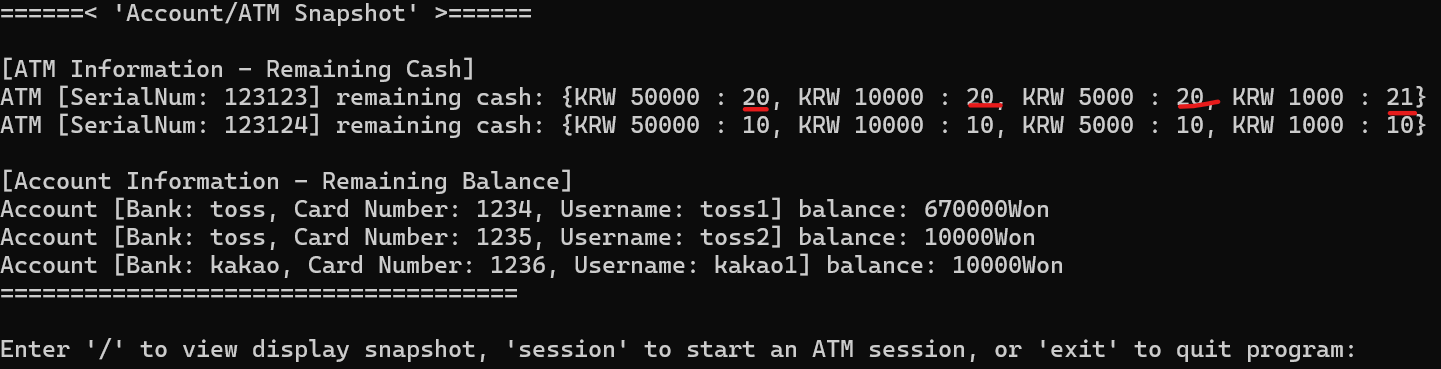 ======< 'Account/ATM Snapshot' >======
[ATM Information - Remaining Cash]
ATM [SerialNum: 123123] remaining cash: {KRW 50000 : 20, KRW 10000 : 20, KRW 5000 : 20, KRW 1000 : 21}
ATM [SerialNum: 123124] remaining cash: {KRW 50000 : 10, KRW 10000 : 10, KRW 5000 : 10, KRW 1000 : 10}
[Account Information - Remaining Balance]
Account [Bank: toss, Card Number: 1234, Username: toss1] balance: 670000Won
Account [Bank: toss, Card Number: 1235, Username: toss2] balance: 10000Won
Account [Bank: kakao, Card Number: 1236, Username: kakao1] balance: 10000Won
=====================================
Enter '/' to view display snapshot, 'session' to start an ATM session, or 'exit' to quit program: